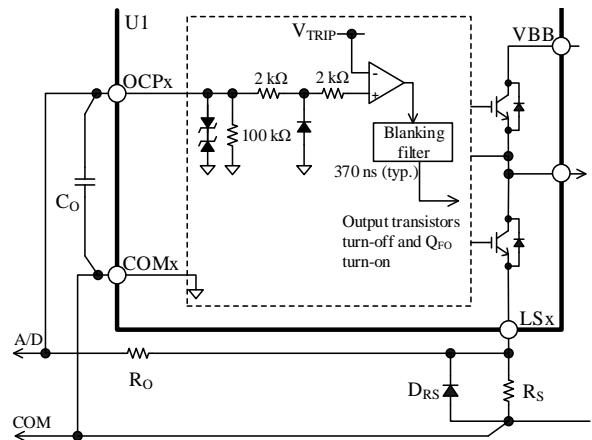 U1
VTRIP
VBB
OCPx
2 kΩ
2 kΩ
-
+
100 kΩ
Blanking
filter
370 ns (typ.)
CO
Output transistors
turn-off and QFO
turn-on
COMx
LSx
A/D
RO
DRS
RS
COM